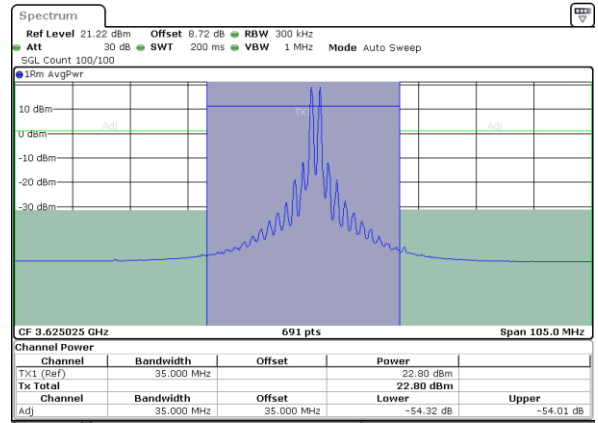 Spectrum
Ref Level 21.22 dBm Offset 8.72 dB RBW 300 kHz
Att 30 dB SWT 200 ms VBW 1 MHz Mode Auto Sweep
SGL Count 100/100
1Rm AvgPwr
10 dBm
TX1
Adj Adj
0 dBm
-10 dBm
-20 dBm
-30 dBm
CF 3.625025 GHz 691 pts Span 105.0 MHz
Channel Power
Channel Bandwidth Offset Power
TX1 (Ref) 35.000 MHz 22.80 dBm
Tx Total 22.80 dBm
Channel Bandwidth Offset Lower Upper
Adj 35.000 MHz 35.000 MHz -54.32 dB -54.01 dB